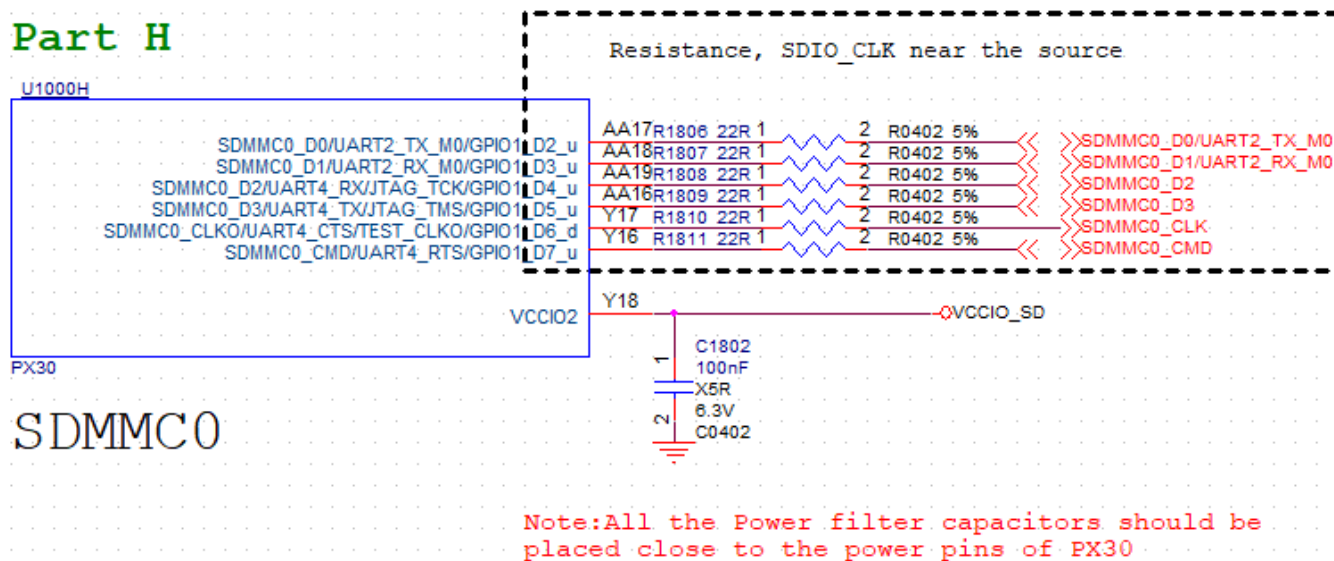 Part H
Resistance, SDIO_CLK near the source
U1000H
SDMMC0_D0/UART2_TX_M0/GPIO1_D2_u AA17 R1806 22R 1 2 R0402 5% SDMMC0_D0/UART2_TX_M0
SDMMC0_D1/UART2_RX_M0/GPIO1_D3_u AA18 R1807 22R 1 2 R0402 5% SDMMC0_D1/UART2_RX_M0
SDMMC0_D2/UART4_RX/JTAG_TCK/GPIO1_D4_u AA19 R1808 22R 1 2 R0402 5% SDMMC0_D2
SDMMC0_D3/UART4_TX/JTAG_TMS/GPIO1_D5_u AA16 R1809 22R 1 2 R0402 5% SDMMC0_D3
SDMMC0_CLKO/UART4_CTS/TEST_CLKO/GPIO1_D6_d Y17 R1810 22R 1 2 R0402 5% SDMMC0_CLK
SDMMC0_CMD/UART4_RTS/GPIO1_D7_u Y16 R1811 22R 1 2 R0402 5% SDMMC0_CMD
VCCIO2 Y18 VCCIO_SD
PX30
1
2
C1802
100nF
X5R
6.3V
C0402
SDMMC0
Note:All the Power filter capacitors should be
placed close to the power pins of PX30